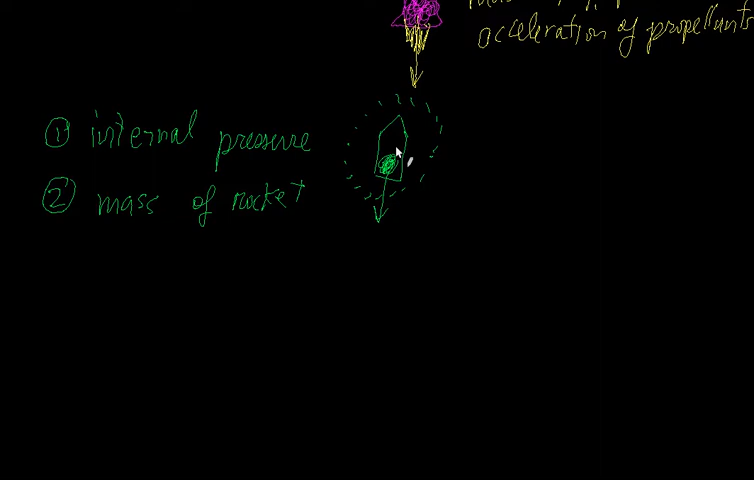 acceleration of propellants
① internal pressure
② mass of rocket